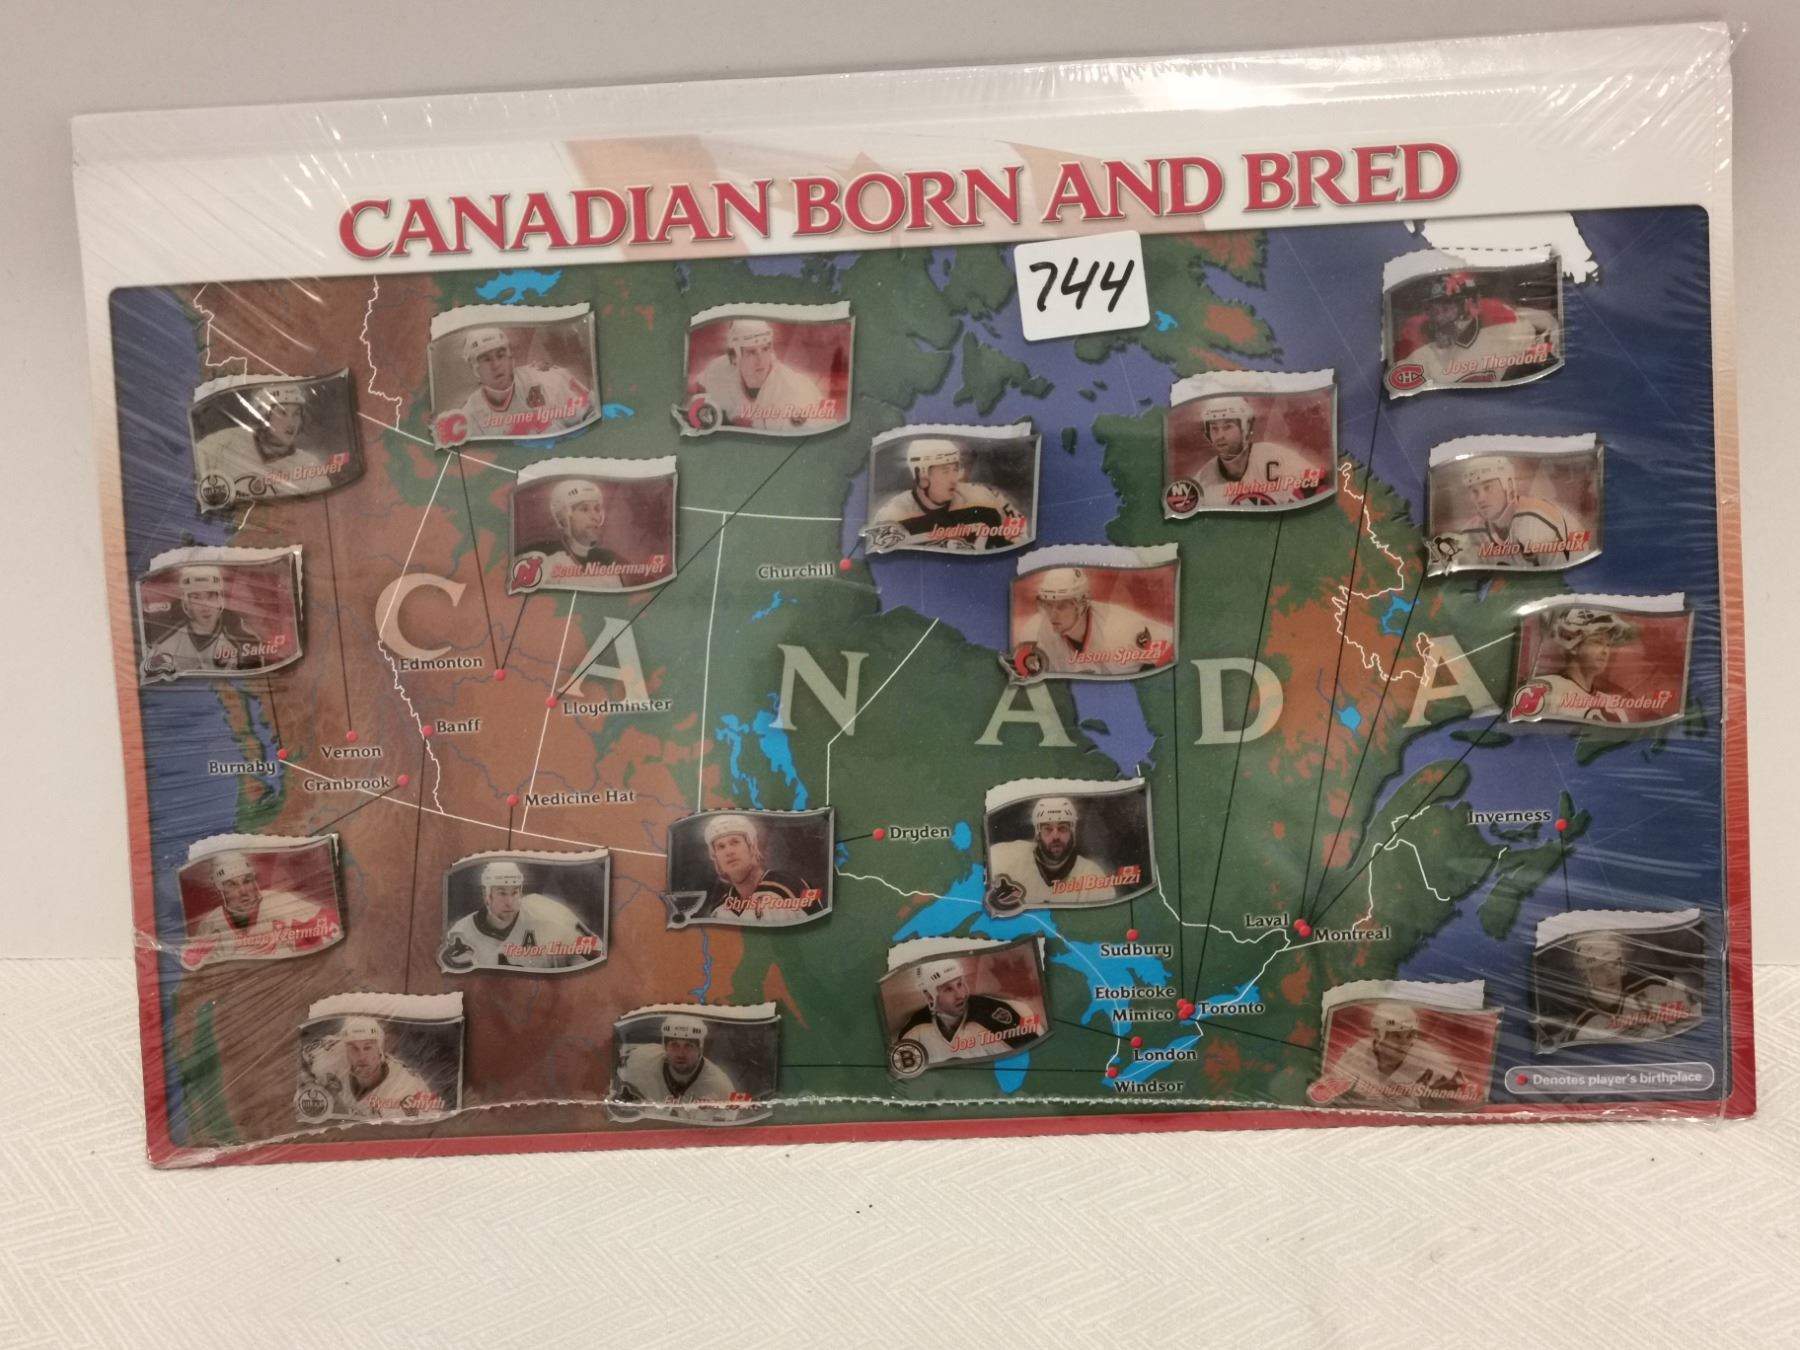 CANADIAN BORN AND BRED
744
Jose Theodore
Jarome Iginla
Wade Redden
Eric Brewer
Michael Peca
C
Jordin Tootoo
Mario Lemieux
Scott Niedermayer
Churchill
Joe Sakic
Jason Spezza
Martin Brodeur
CANADA
Edmonton
Lloydminster
Banff
Vernon
Burnaby
Cranbrook
Medicine Hat
Inverness
Dryden
Todd Bertuzzi
Chris Pronger
Steve Yzerman
Trevor Linden
Laval
Montreal
Sudbury
Etobicoke
Mimico
Toronto
Joe Thornton
London
Windsor
Al MacInnis
Denotes player's birthplace
Ryan Smyth
Brendan Shanahan